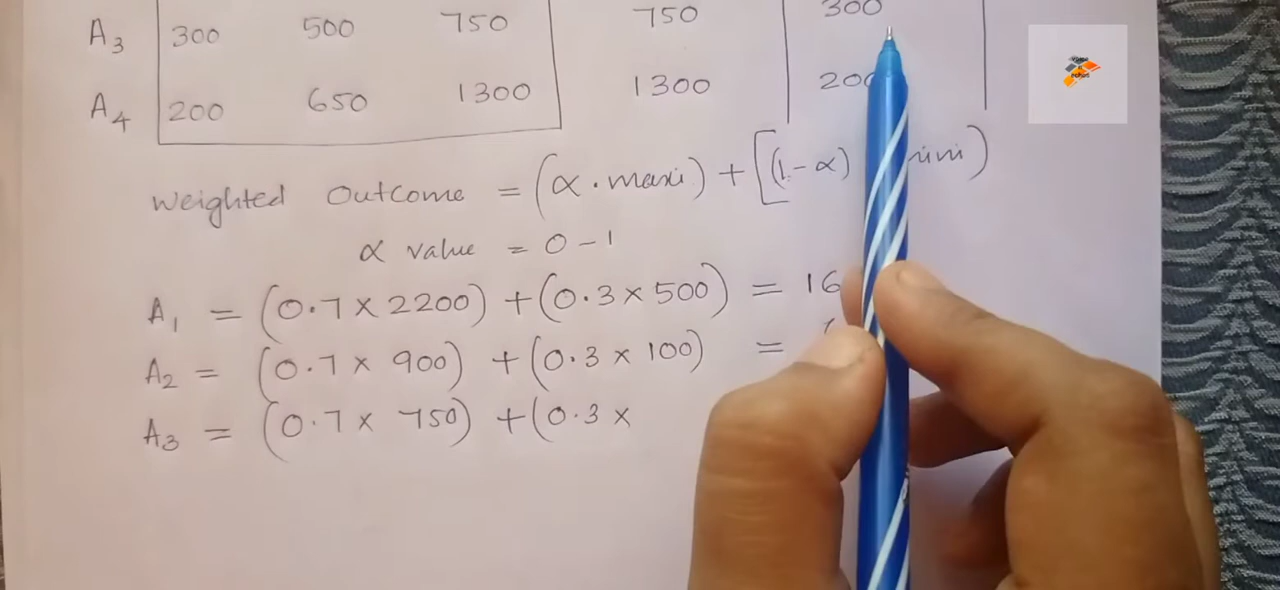 A3 300 500 750 750 300
A4 200 650 1300 1300 200
Weighted Outcome = (α . maxi) + [(1 - α)
α value = 0 - 1
A1 = (0.7 × 2200) + (0.3 × 500) = 16
A2 = (0.7 × 900) + (0.3 × 100) =
A3 = (0.7 × 750) + (0.3 ×